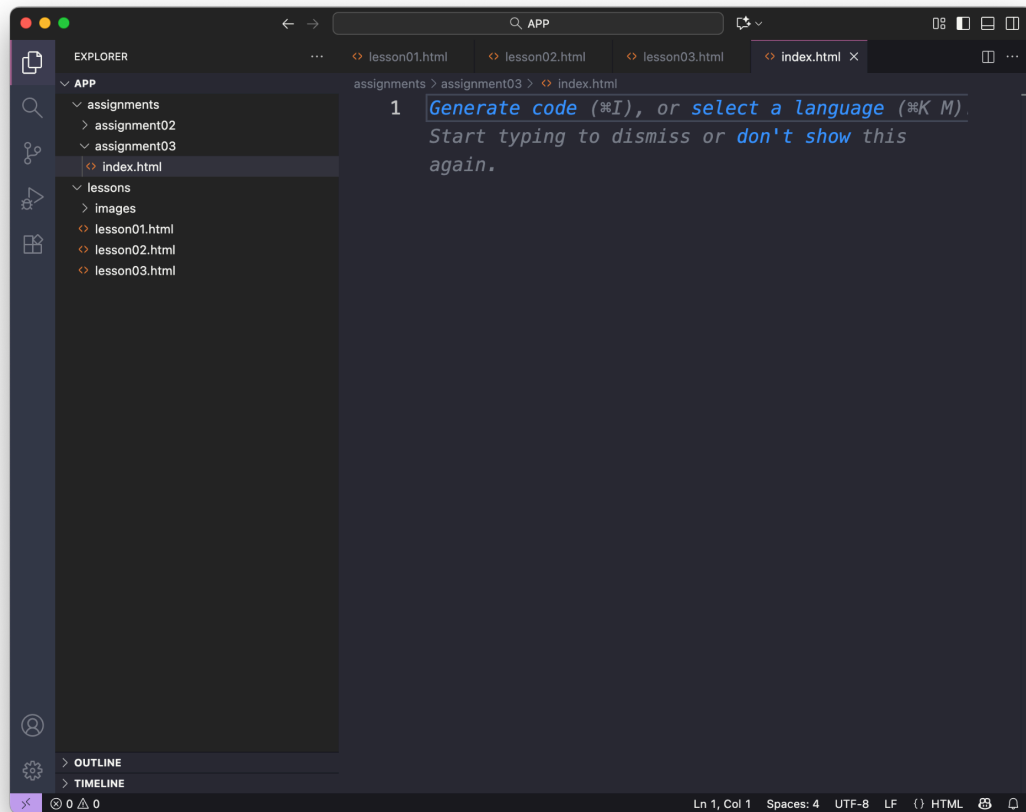 APP
EXPLORER
lesson01.html
lesson02.html
lesson03.html
index.html
APP
assignments > assignment03 > index.html
assignments
assignment02
assignment03
index.html
lessons
images
lesson01.html
lesson02.html
lesson03.html
1
Generate code (⌘I), or select a language (⌘K M).
Start typing to dismiss or don't show this
again.
OUTLINE
TIMELINE
0 0
Ln 1, Col 1 Spaces: 4 UTF-8 LF {} HTML